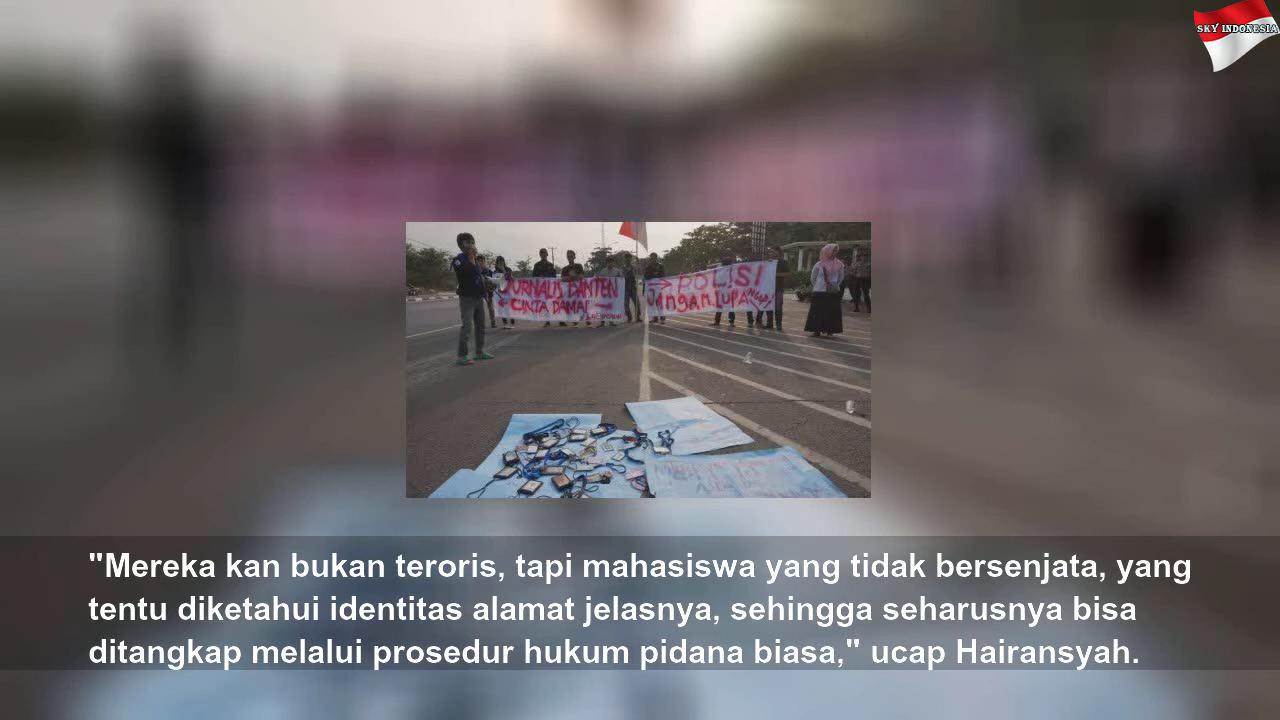 SKY INDONESIA
JURNALIS BANTEN
CINTA DAMAI
POLISI
Jangan LUPA
"Mereka kan bukan teroris, tapi mahasiswa yang tidak bersenjata, yang
tentu diketahui identitas alamat jelasnya, sehingga seharusnya bisa
ditangkap melalui prosedur hukum pidana biasa," ucap Hairansyah.